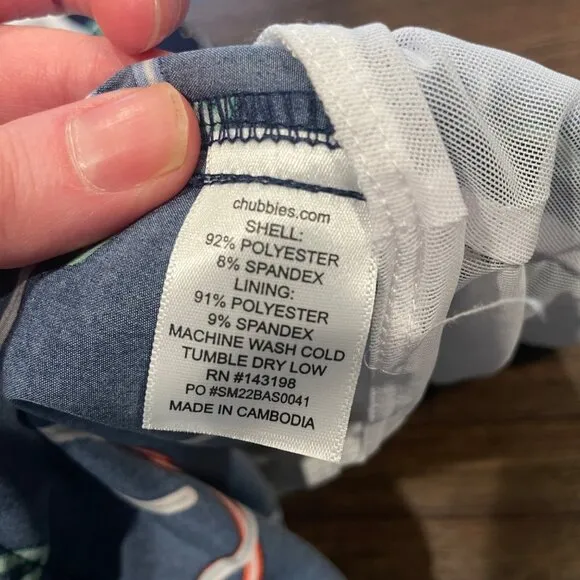 chubbies.com
SHELL:
92% POLYESTER
8% SPANDEX
LINING:
91% POLYESTER
9% SPANDEX
MACHINE WASH COLD
TUMBLE DRY LOW
RN #143198
PO #SM22BAS0041
MADE IN CAMBODIA